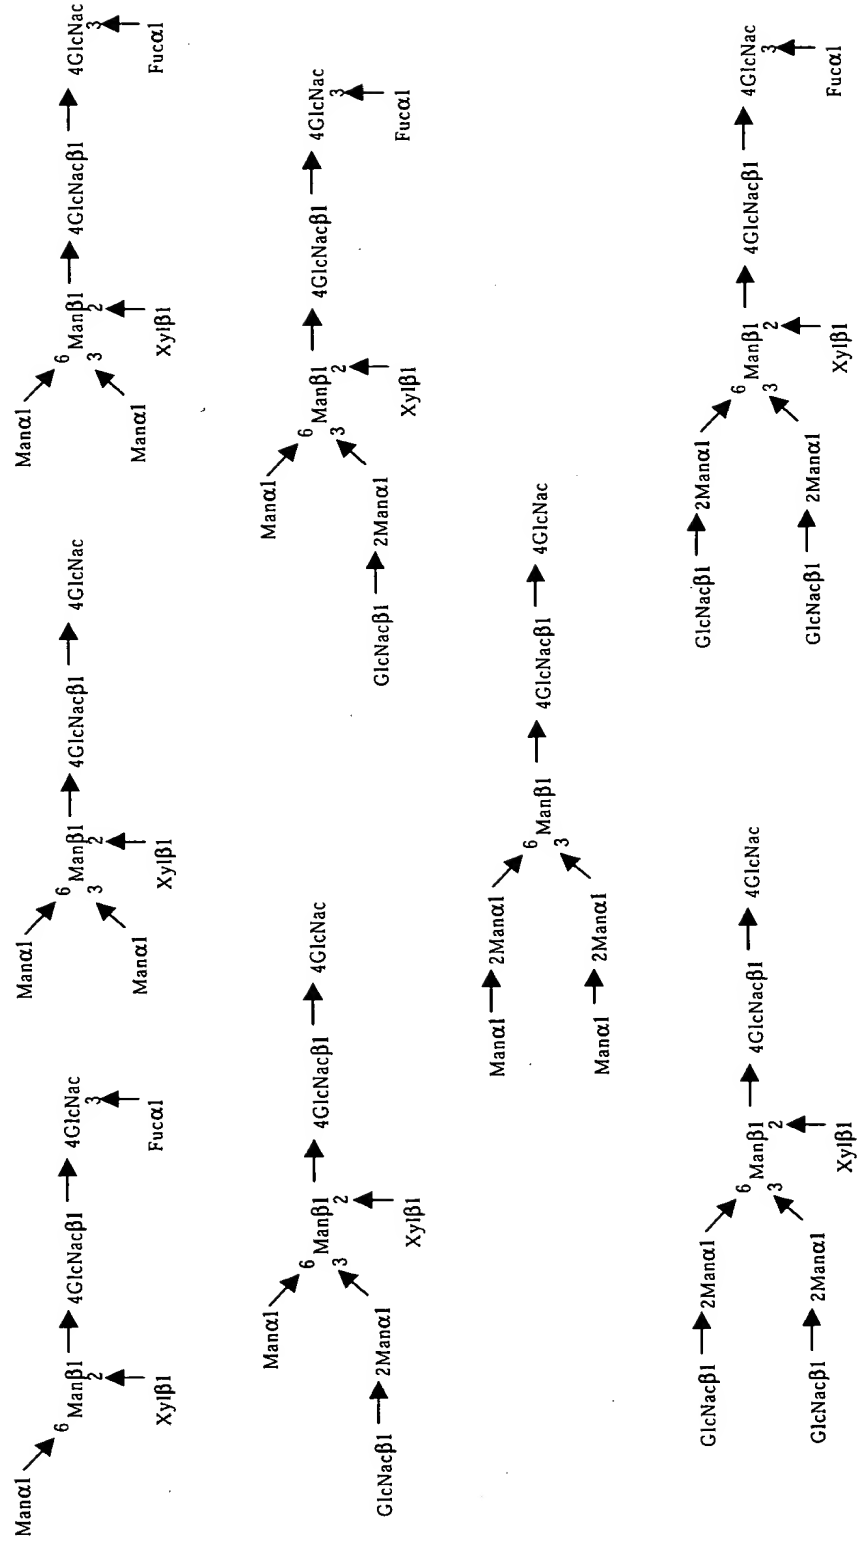 Manα1
6
Manβ1 4GlcNacβ1 4GlcNac
2 3
Xylβ1 Fucα1
Manα1
6
Manβ1 4GlcNacβ1 4GlcNac
3 2
Manα1 Xylβ1
Manα1
6
Manβ1 4GlcNacβ1 4GlcNac
3 2 3
Manα1 Xylβ1 Fucα1
Manα1
6
Manβ1 4GlcNacβ1 4GlcNac
3 2
GlcNacβ1 2Manα1 Xylβ1
Manα1
6
Manβ1 4GlcNacβ1 4GlcNac
3 2 3
GlcNacβ1 2Manα1 Xylβ1 Fucα1
Manα1 2Manα1
6
Manβ1 4GlcNacβ1 4GlcNac
3
Manα1 2Manα1
GlcNacβ1 2Manα1
6
Manβ1 4GlcNacβ1 4GlcNac
3 2
GlcNacβ1 2Manα1 Xylβ1
GlcNacβ1 2Manα1
6
Manβ1 4GlcNacβ1 4GlcNac
3 2 3
GlcNacβ1 2Manα1 Xylβ1 Fucα1